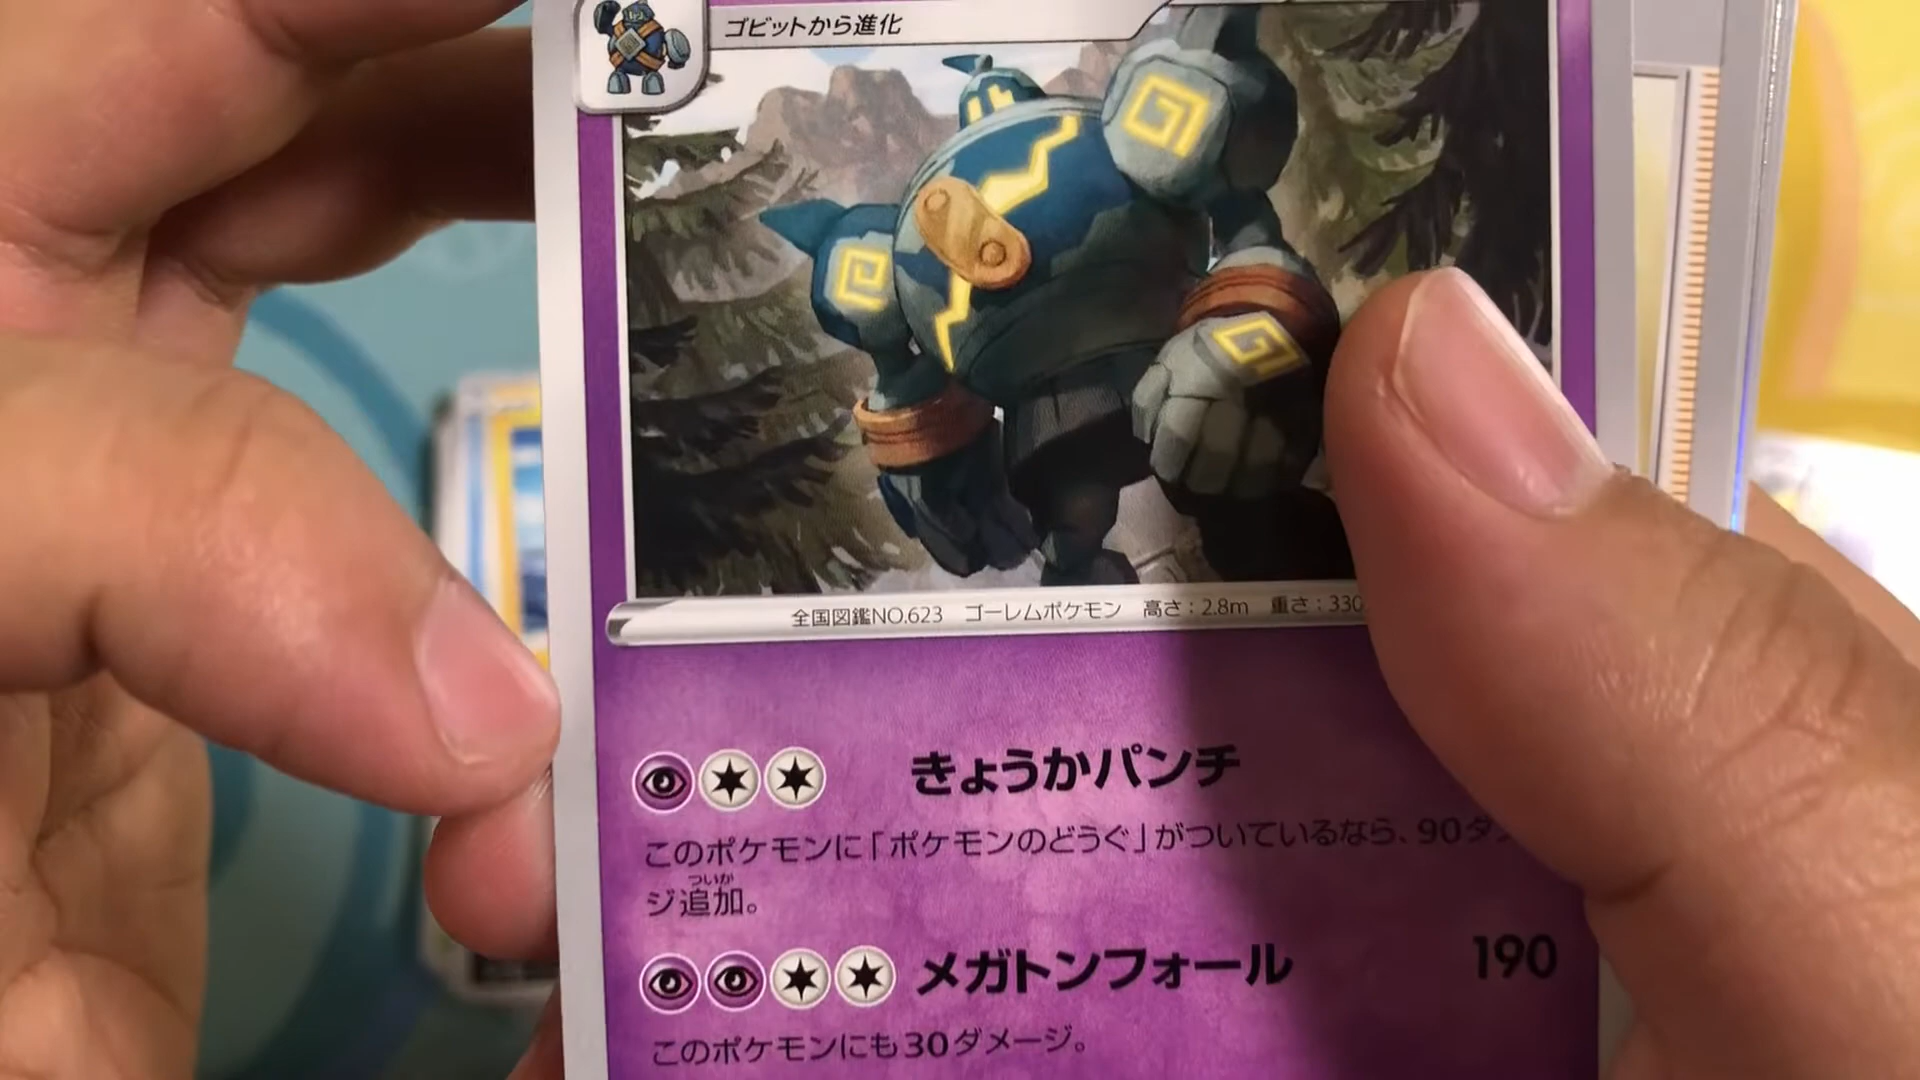 ゴビットから進化
全国図鑑NO.623 ゴーレムポケモン 高さ:2.8m 重さ:330
きょうかパンチ
このポケモンに「ポケモンのどうぐ」がついているなら、90ダ
ついか
ジ追加。
メガトンフォール 190
このポケモンにも30ダメージ。